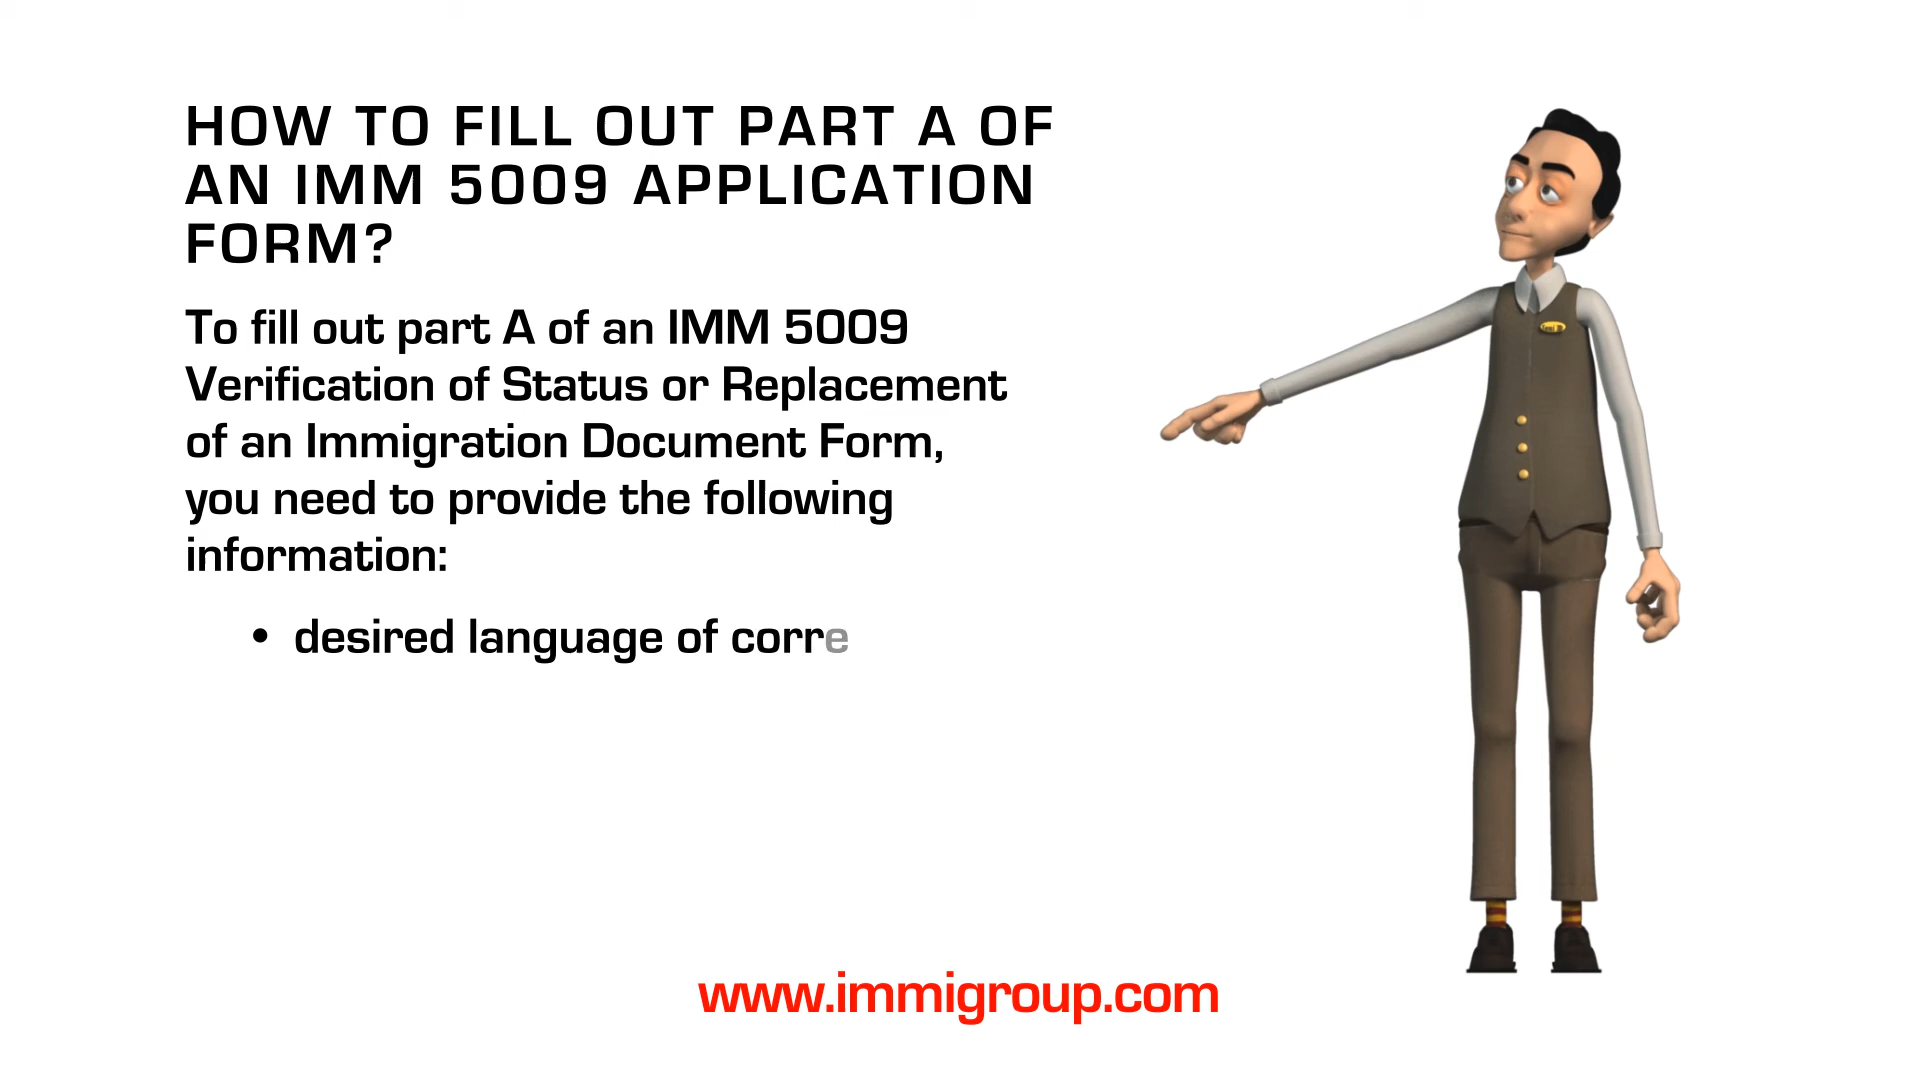 HOW TO FILL OUT PART A OF
AN IMM 5009 APPLICATION
FORM?
To fill out part A of an IMM 5009
Verification of Status or Replacement
of an Immigration Document Form,
you need to provide the following
information:
• desired language of corre
www.immigroup.com